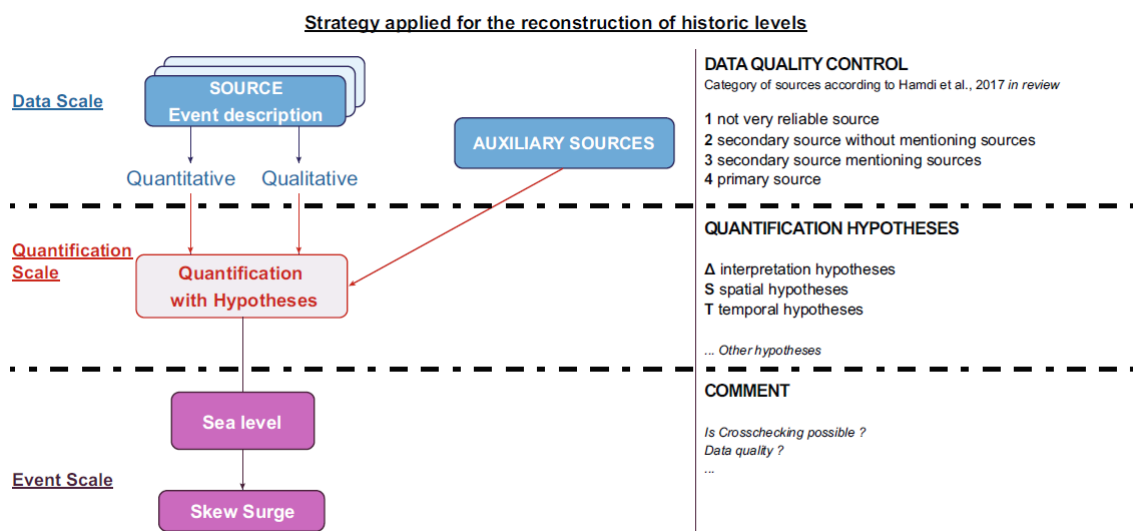 Strategy applied for the reconstruction of historic levels
Data Scale
SOURCE
Event description
Quantitative
Qualitative
AUXILIARY SOURCES
DATA QUALITY CONTROL
Category of sources according to Hamdi et al., 2017 in review
1 not very reliable source
2 secondary source without mentioning sources
3 secondary source mentioning sources
4 primary source
Quantification
Scale
Quantification
with Hypotheses
QUANTIFICATION HYPOTHESES
Δ interpretation hypotheses
S spatial hypotheses
T temporal hypotheses
... Other hypotheses
Event Scale
Sea level
Skew Surge
COMMENT
Is Crosschecking possible ?
Data quality ?
...